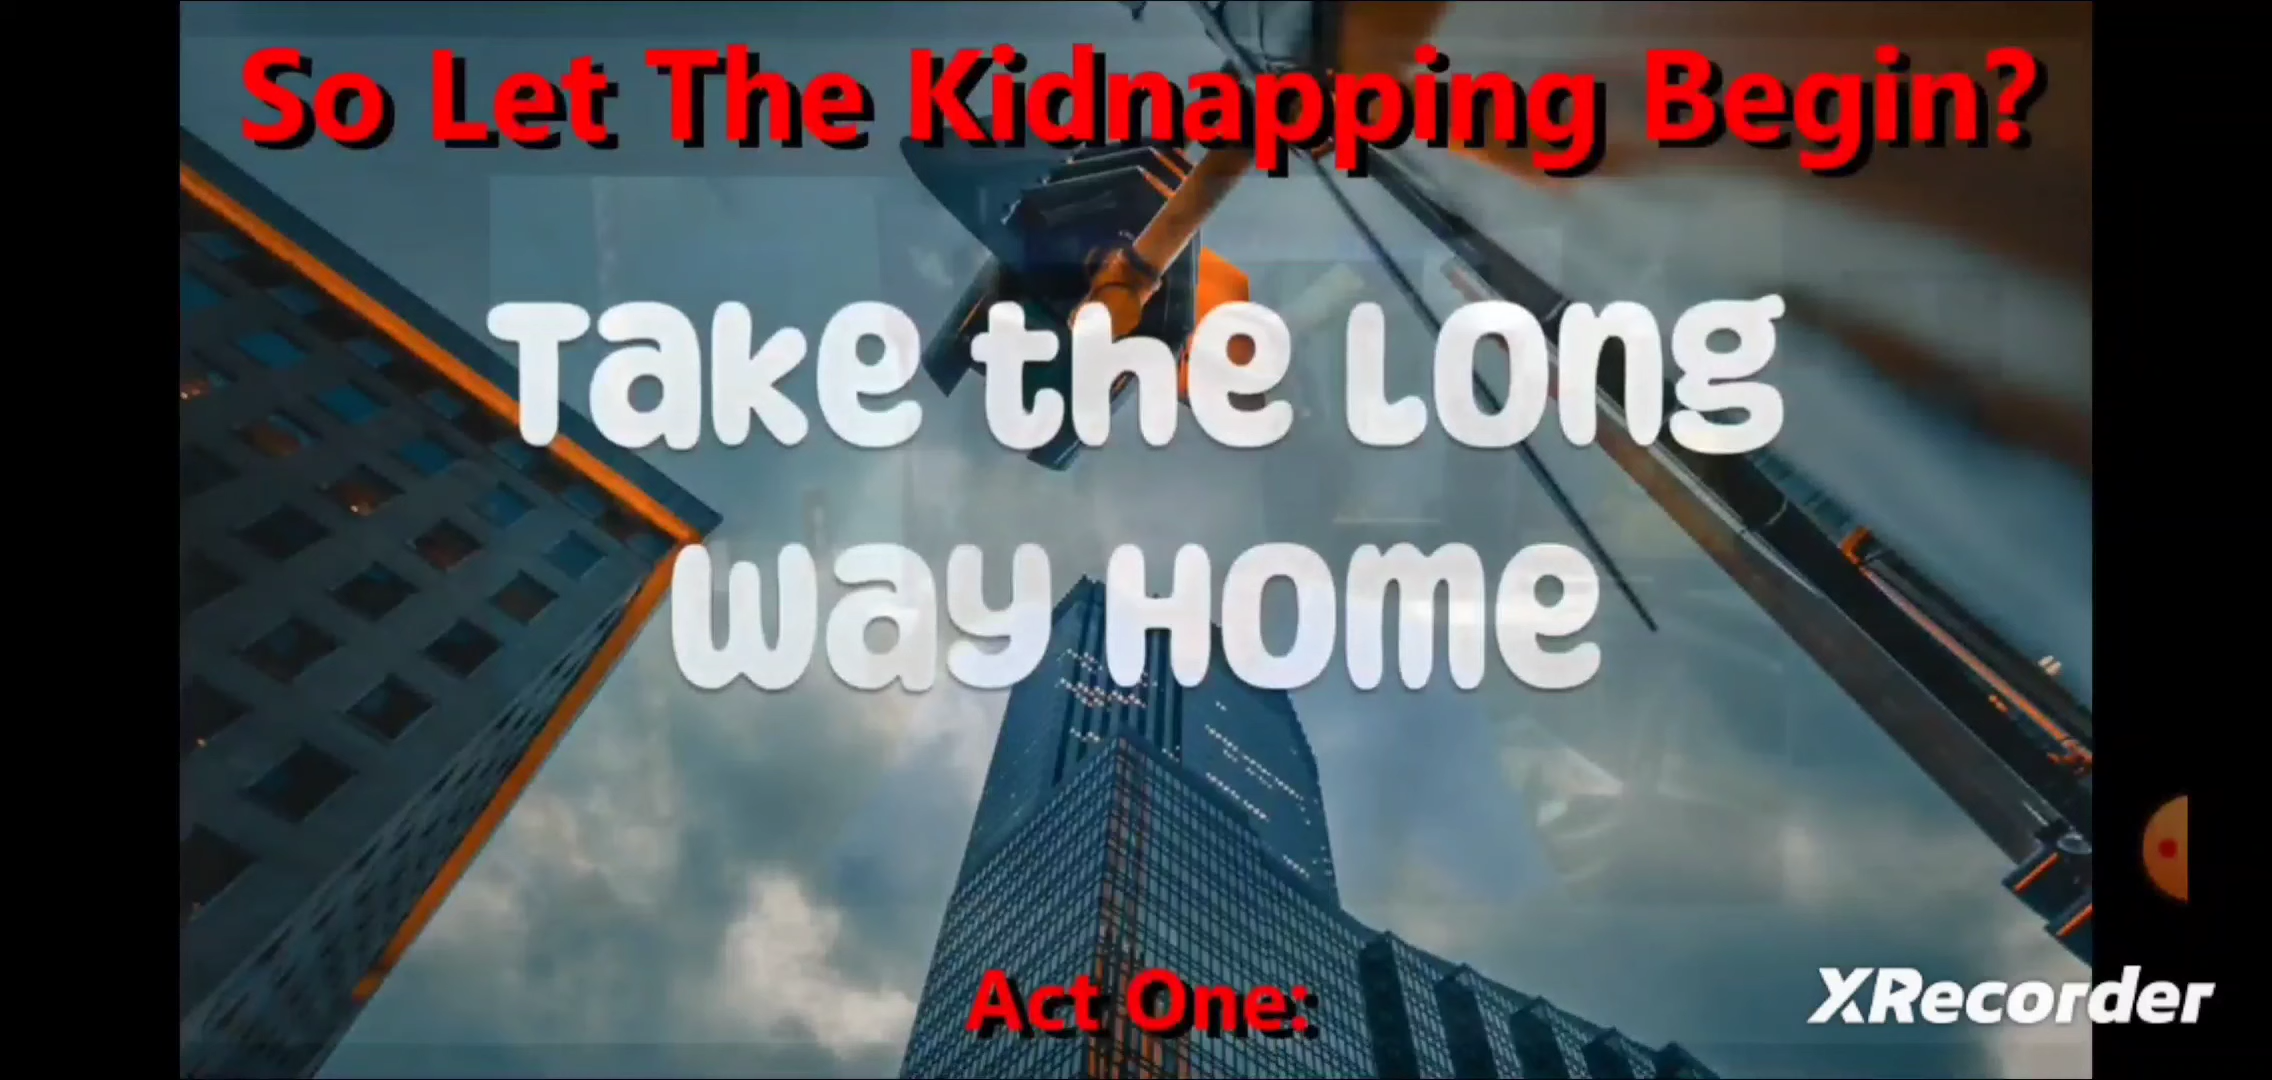 So Let The Kidnapping Begin?
Take the Long
Way Home
Act One:
XRecorder